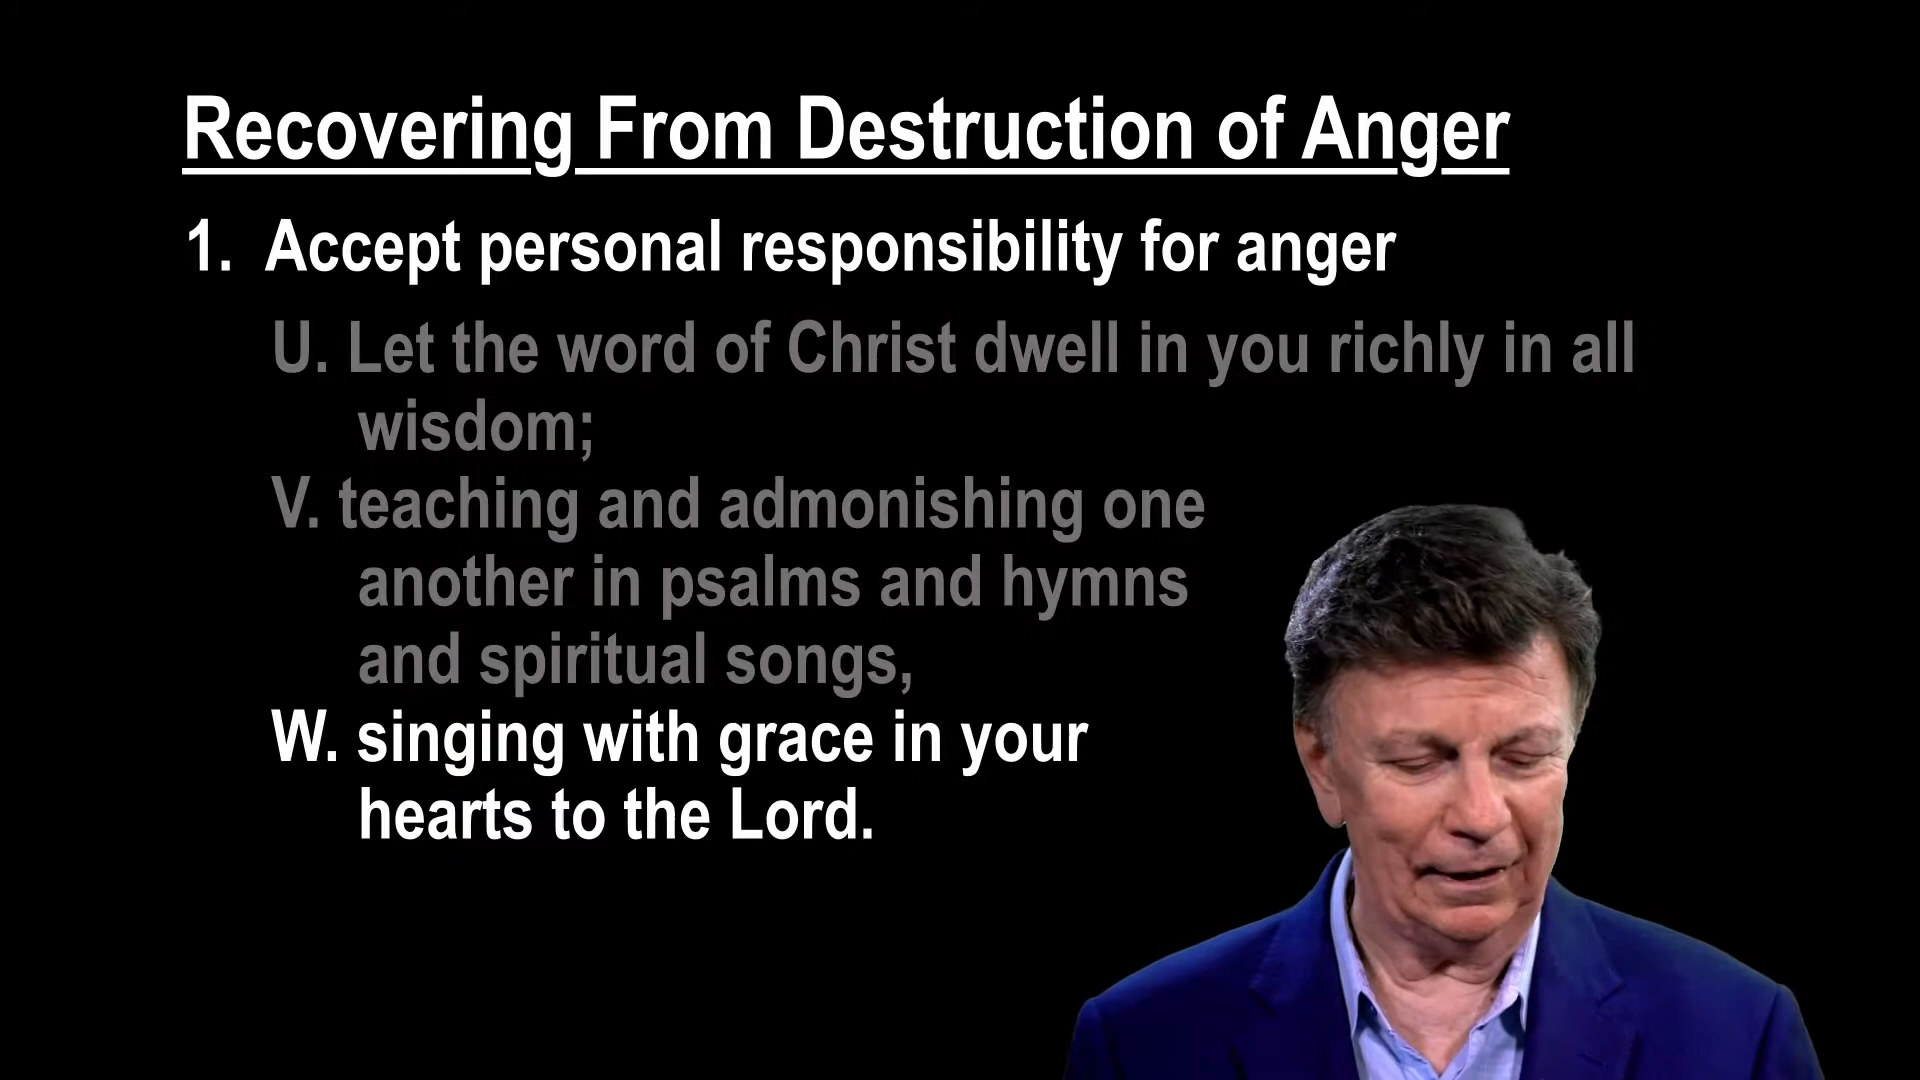 Recovering From Destruction of Anger
1. Accept personal responsibility for anger
U. Let the word of Christ dwell in you richly in all
wisdom;
V. teaching and admonishing one
another in psalms and hymns
and spiritual songs,
W. singing with grace in your
hearts to the Lord.